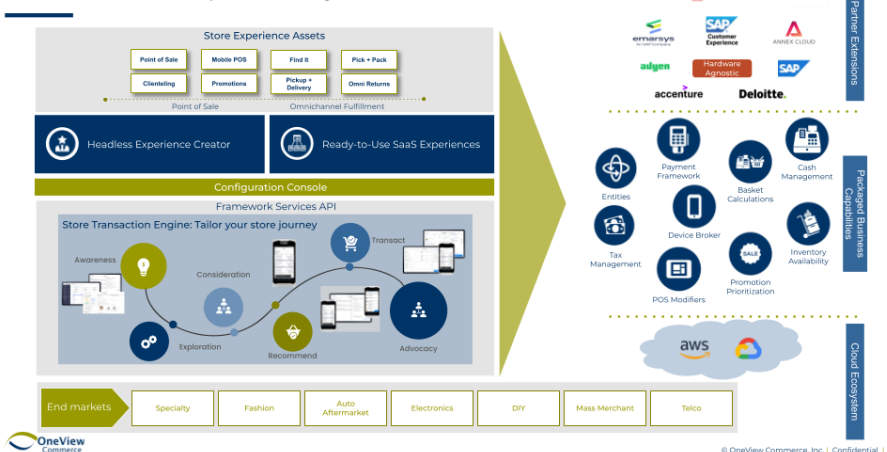 Store Experience Assets
Point of Sale
Mobile POS
Find It
Pick + Pack
Clienteling
Promotions
Pickup +
Delivery
Omni Returns
Point of Sale
Omnichannel Fulfillment
Headless Experience Creator
Ready-to-Use SaaS Experiences
Configuration Console
Framework Services API
Store Transaction Engine: Tailor your store journey
Awareness
Consideration
Transact
Exploration
Recommend
Advocacy
End markets
Specialty
Fashion
Auto
Aftermarket
Electronics
DIY
Mass Merchant
Telco
emarsys
an SAP company
SAP
Customer
Experience
ANNEX CLOUD
adyen
Hardware
Agnostic
SAP
accenture
Deloitte.
Partner Extensions
Payment
Framework
Cash
Management
Entities
Basket
Calculations
Device Broker
Tax
Management
SALE
Inventory
Availability
POS Modifiers
Promotion
Prioritization
Packaged Business
Capabilities
aws
Cloud Ecosystem
OneView
Commerce
© OneView Commerce, Inc. | Confidential |